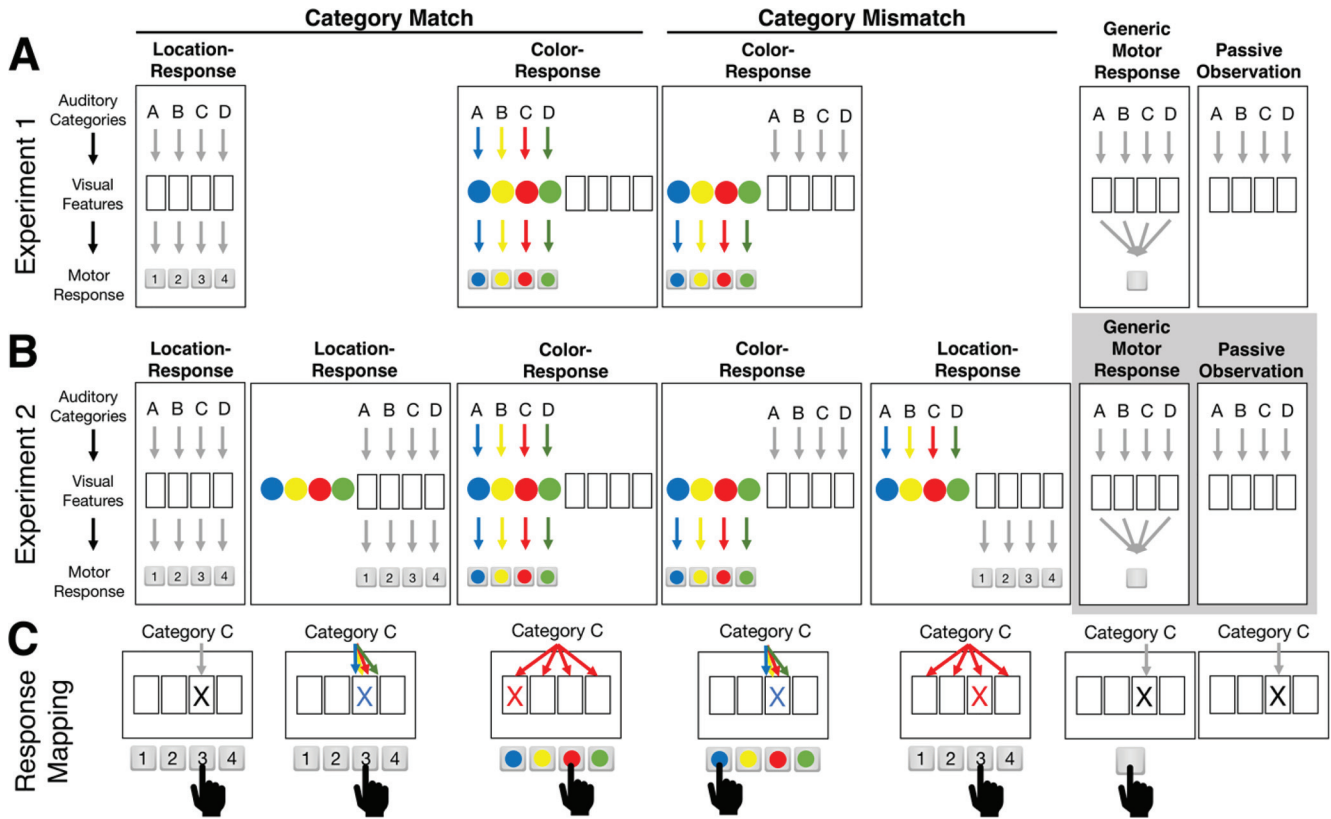 Category Match
Category Mismatch
A
Experiment 1
Location-
Response
Color-
Response
Color-
Response
Generic
Motor
Response
Passive
Observation
Auditory
Categories
Visual
Features
Motor
Response
A B C D
1 2 3 4
A B C D
A B C D
A B C D
A B C D
B
Experiment 2
Location-
Response
Location-
Response
Color-
Response
Color-
Response
Location-
Response
Generic
Motor
Response
Passive
Observation
Auditory
Categories
Visual
Features
Motor
Response
A B C D
1 2 3 4
A B C D
1 2 3 4
A B C D
A B C D
A B C D
1 2 3 4
A B C D
A B C D
C
Response
Mapping
Category C
X
1 2 3 4
Category C
X
1 2 3 4
Category C
X
Category C
X
Category C
X
1 2 3 4
Category C
X
Category C
X